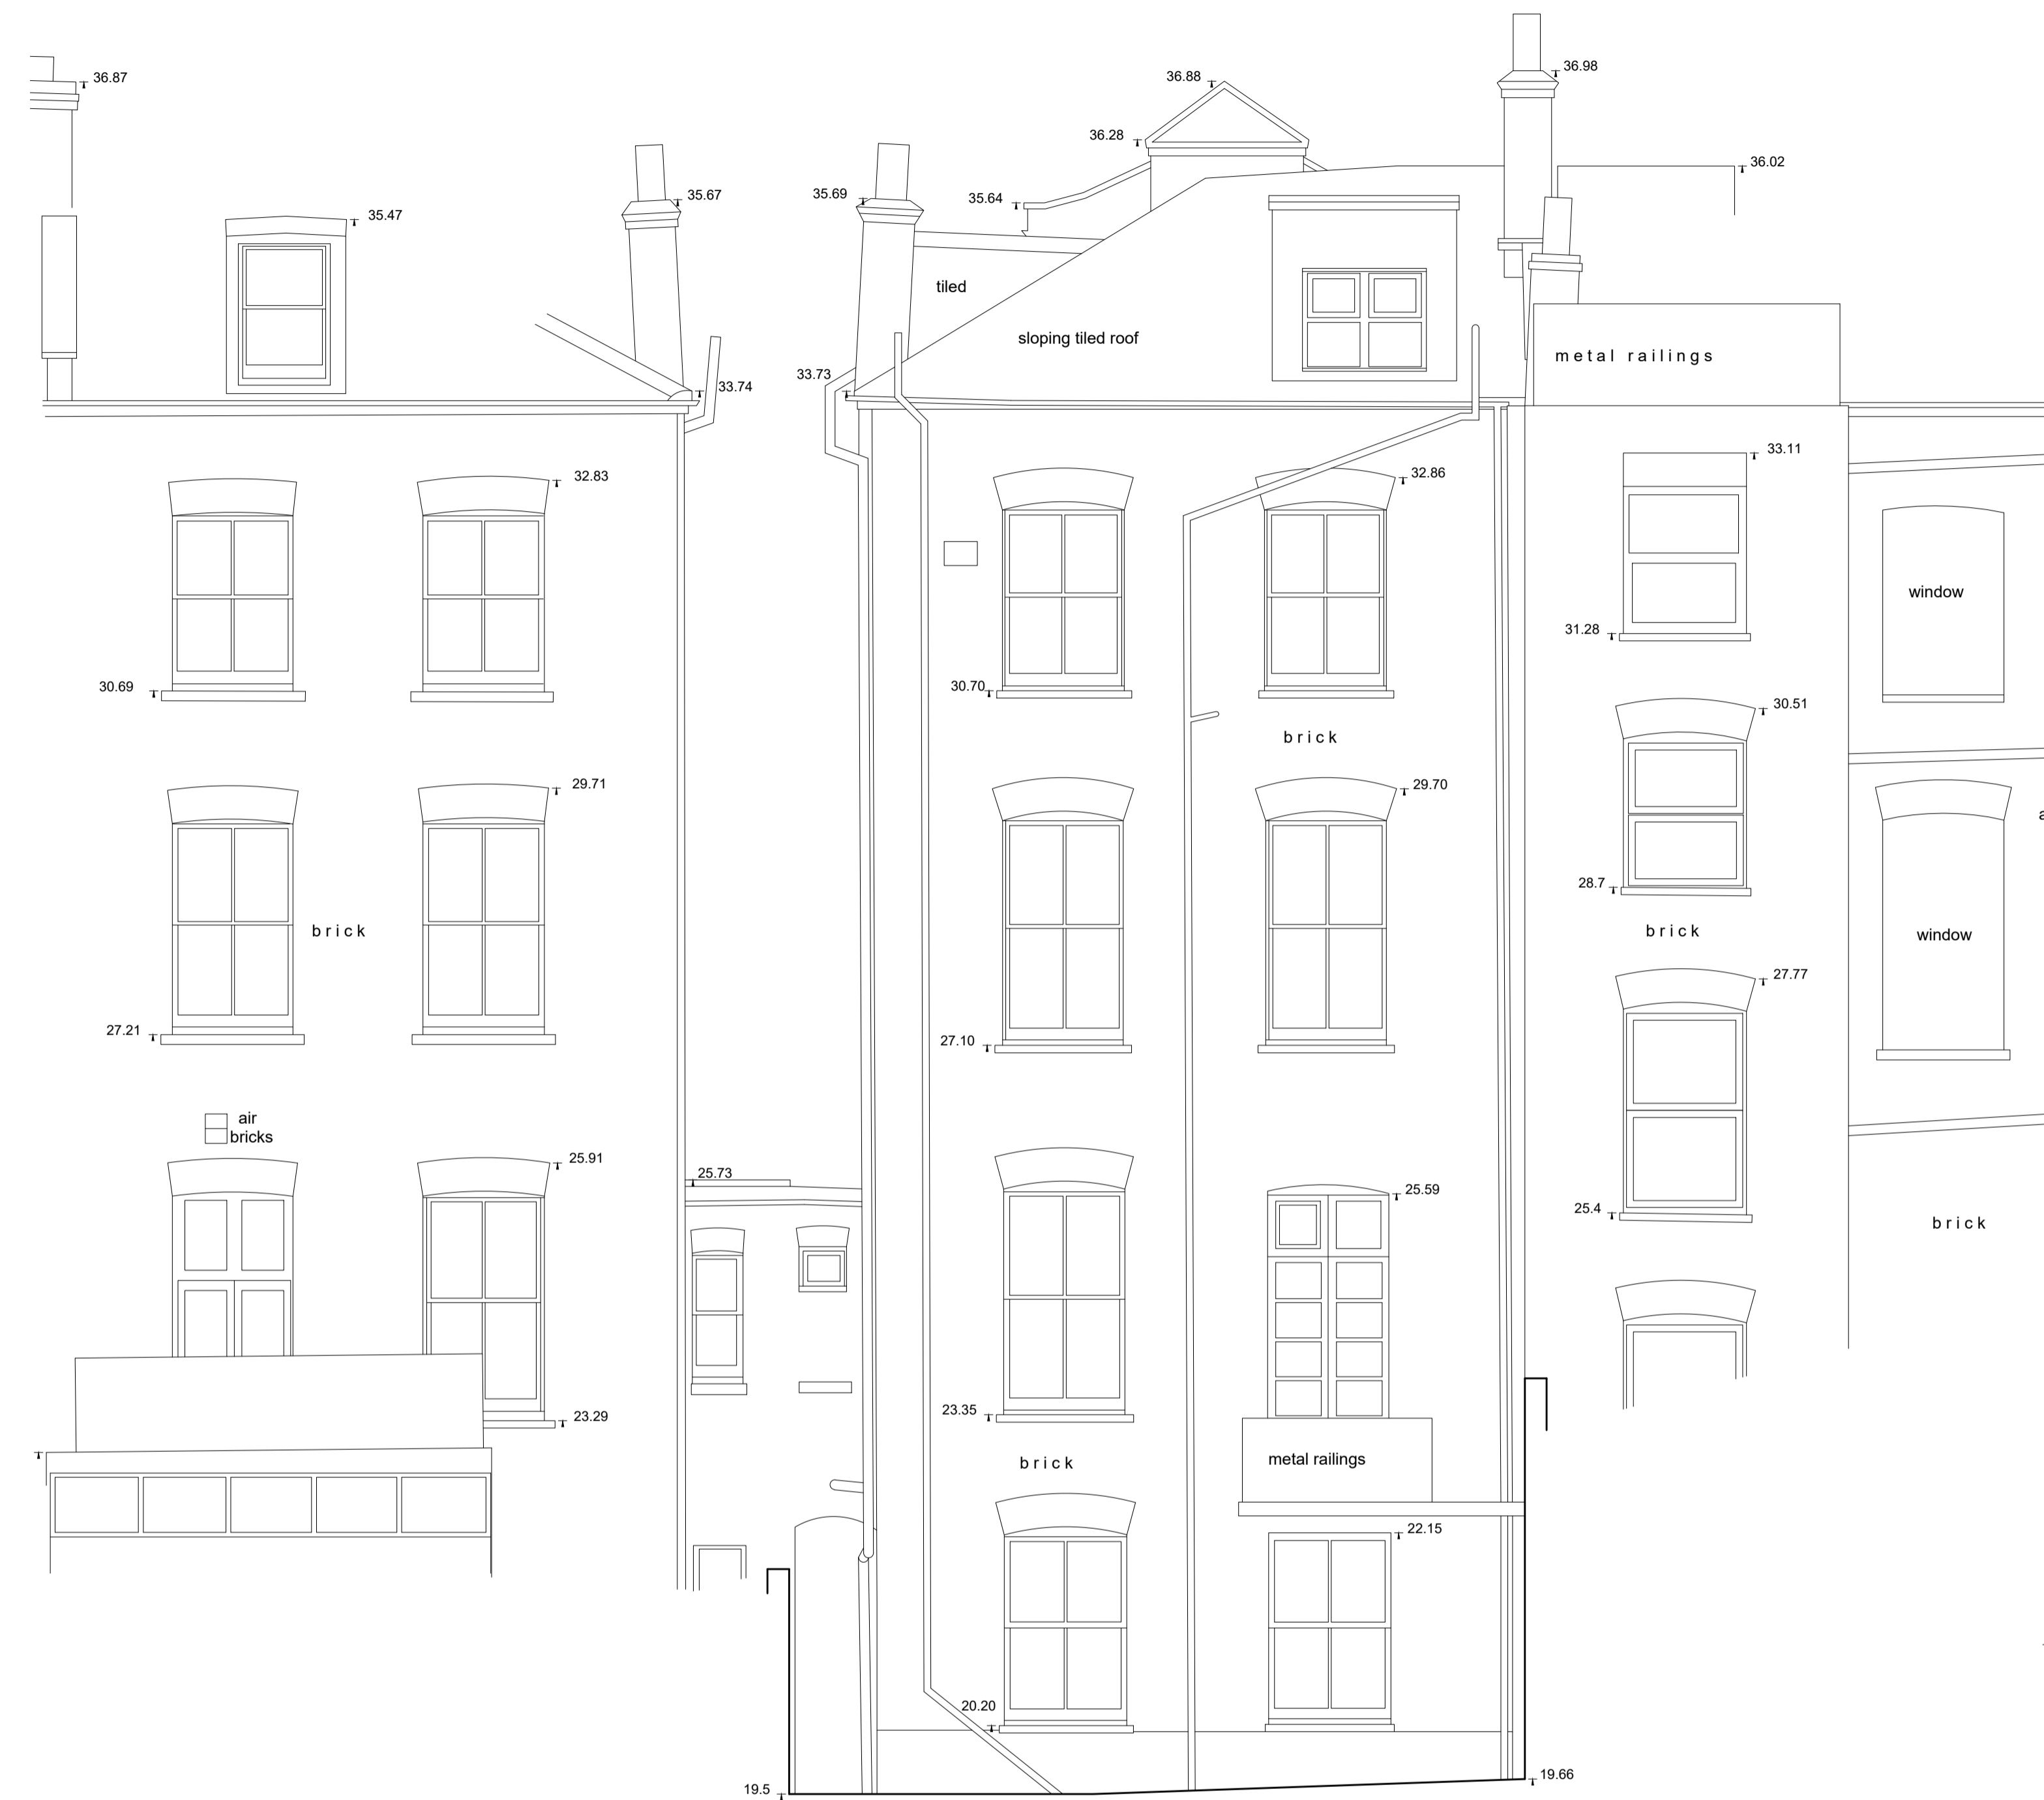 36.98
36.87
36.88
36.28
36.02
35.67
35.69
35.64
35.47
tiled
sloping tiled roof
metal railings
33.73
33.74
33.11
32.83
32.86
window
31.28
30.69
30.70
30.51
brick
29.71
29.70
28.7
brick
brick
window
27.77
27.21
27.10
air
bricks
25.91
25.73
25.59
25.4
brick
23.35
23.29
brick
metal railings
22.15
20.20
19.66
19.5